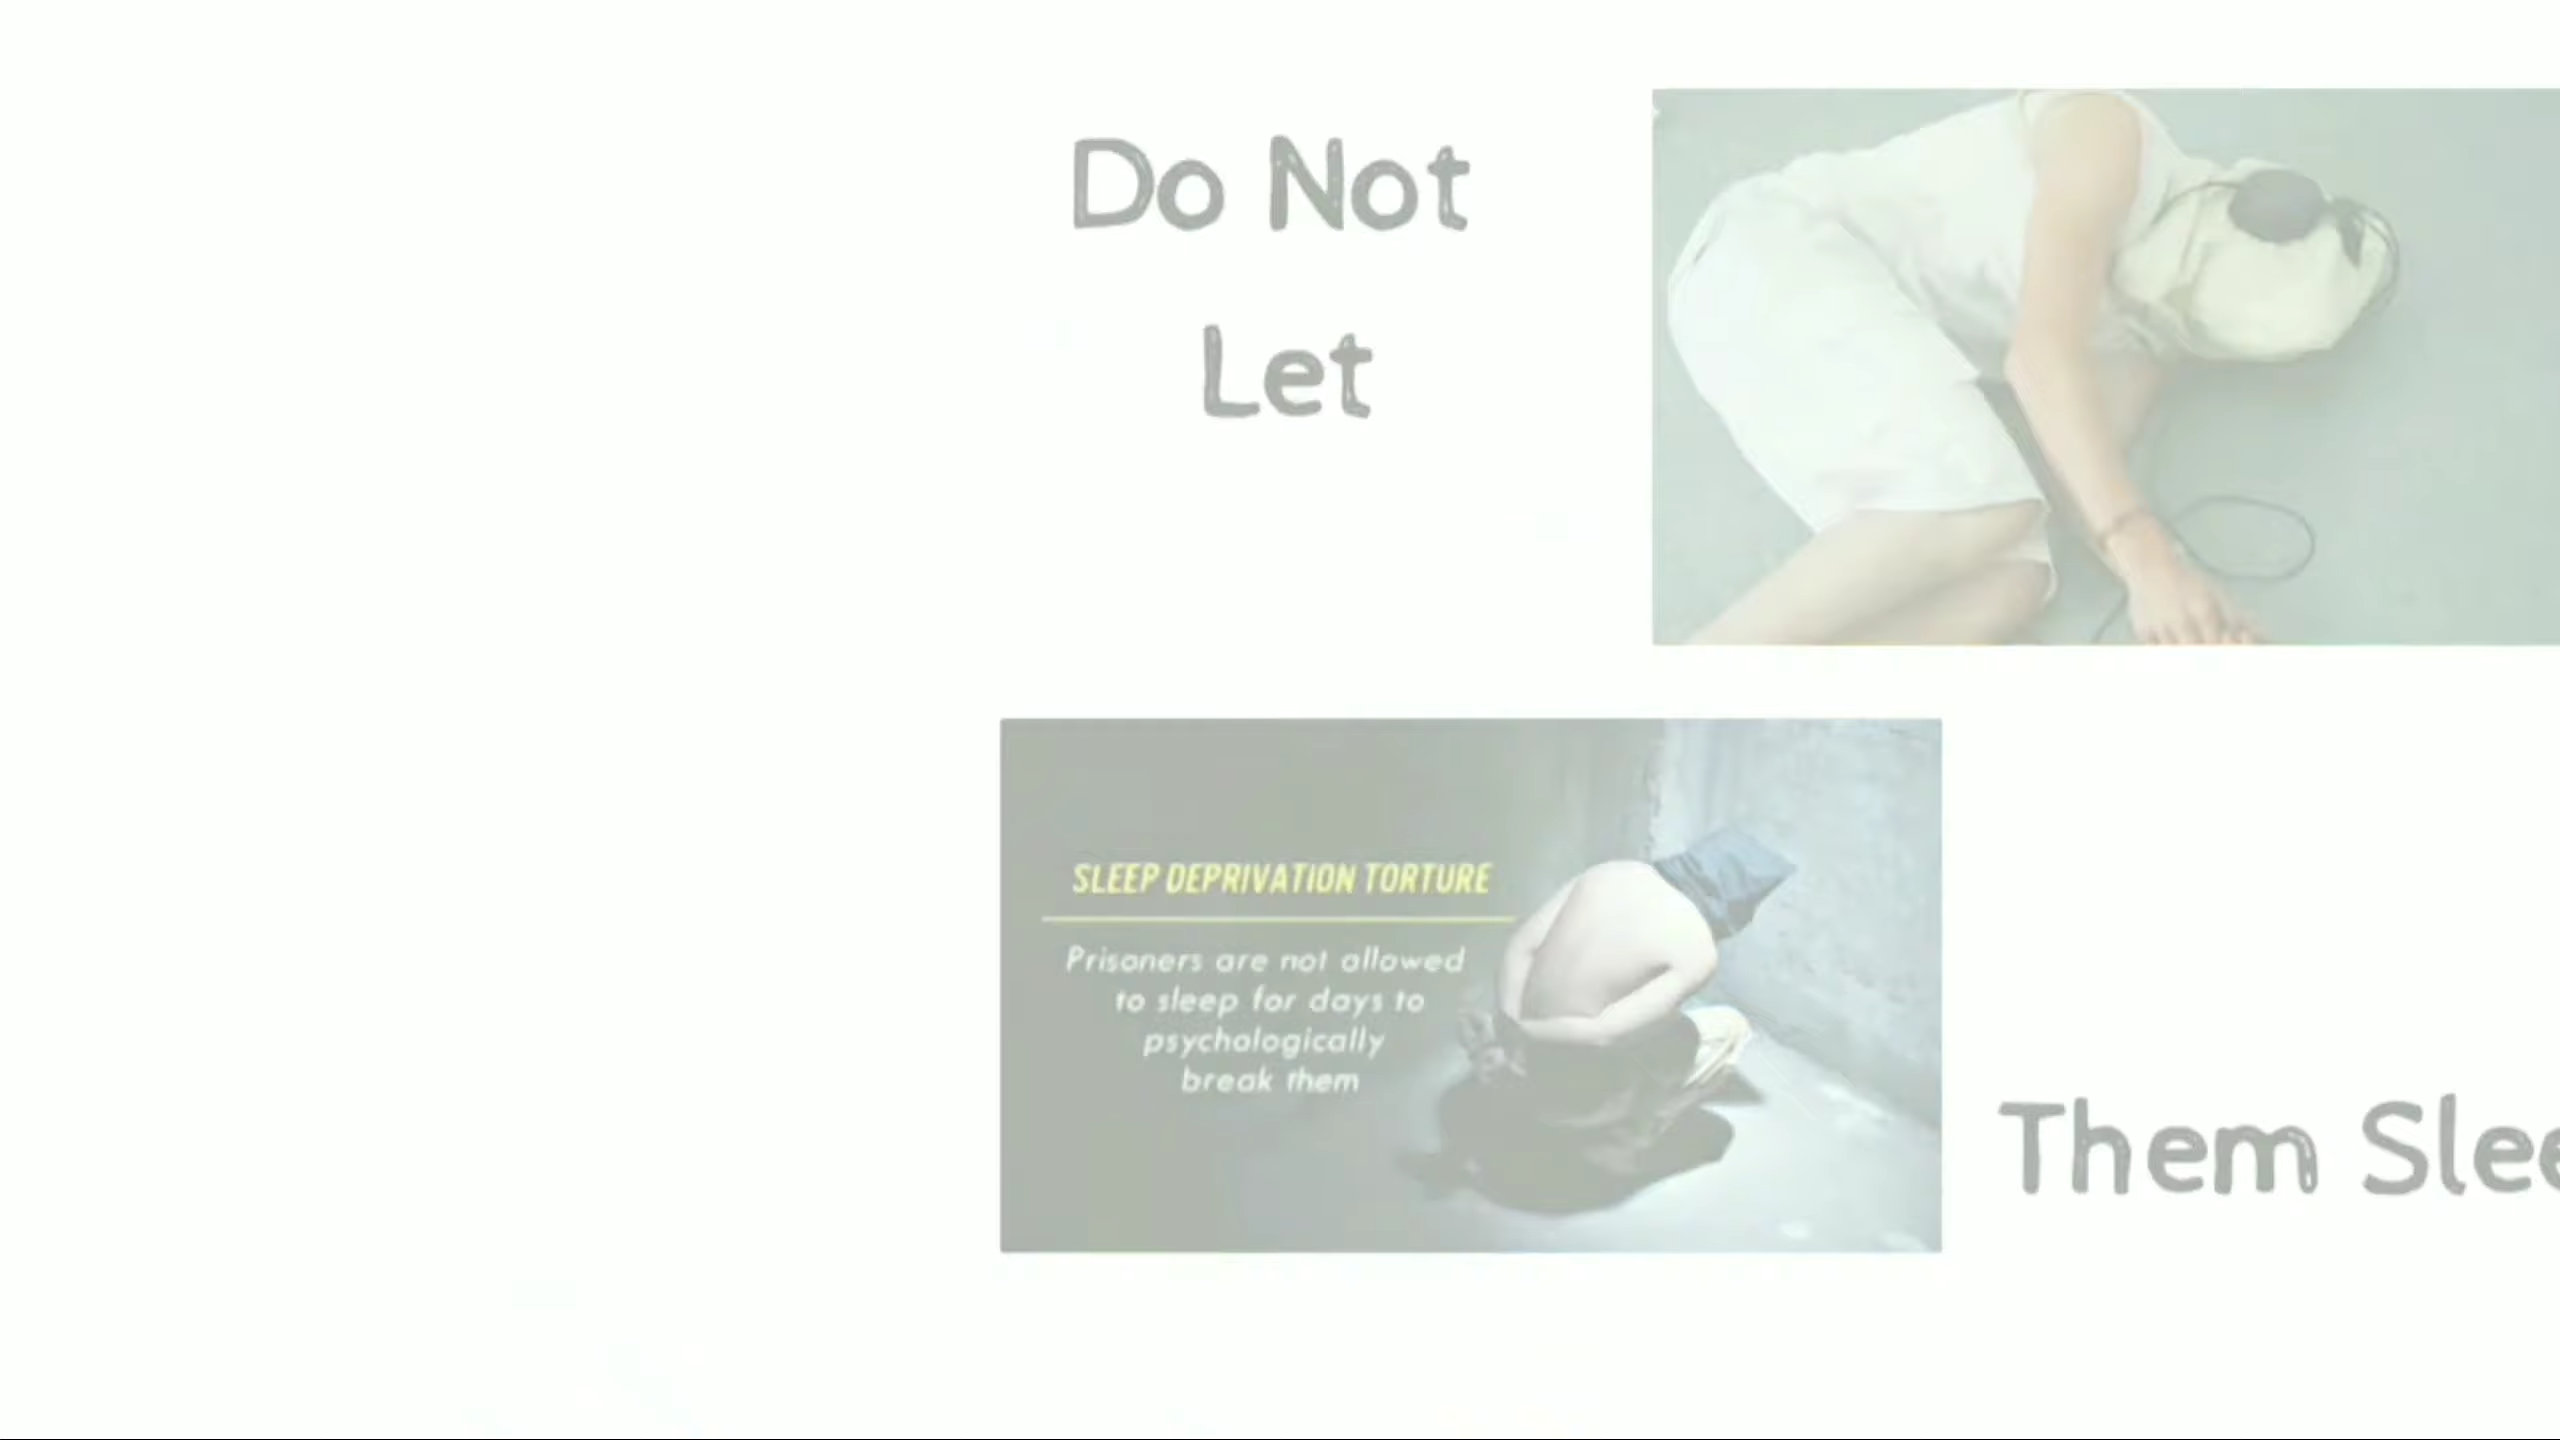 Do Not
Let
SLEEP DEPRIVATION TORTURE
Prisoners are not allowed
to sleep for days to
psychologically
break them
Them Slee